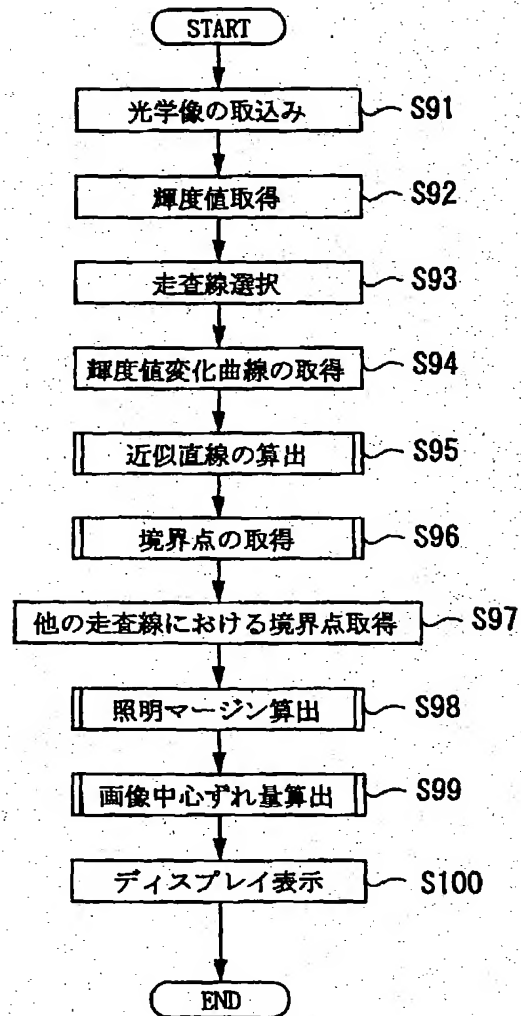 START
光学像の取込み S91
輝度値取得 S92
走査線選択 S93
輝度値変化曲線の取得 S94
近似直線の算出 S95
境界点の取得 S96
他の走査線における境界点取得 S97
照明マージン算出 S98
画像中心ずれ量算出 S99
ディスプレイ表示 S100
END